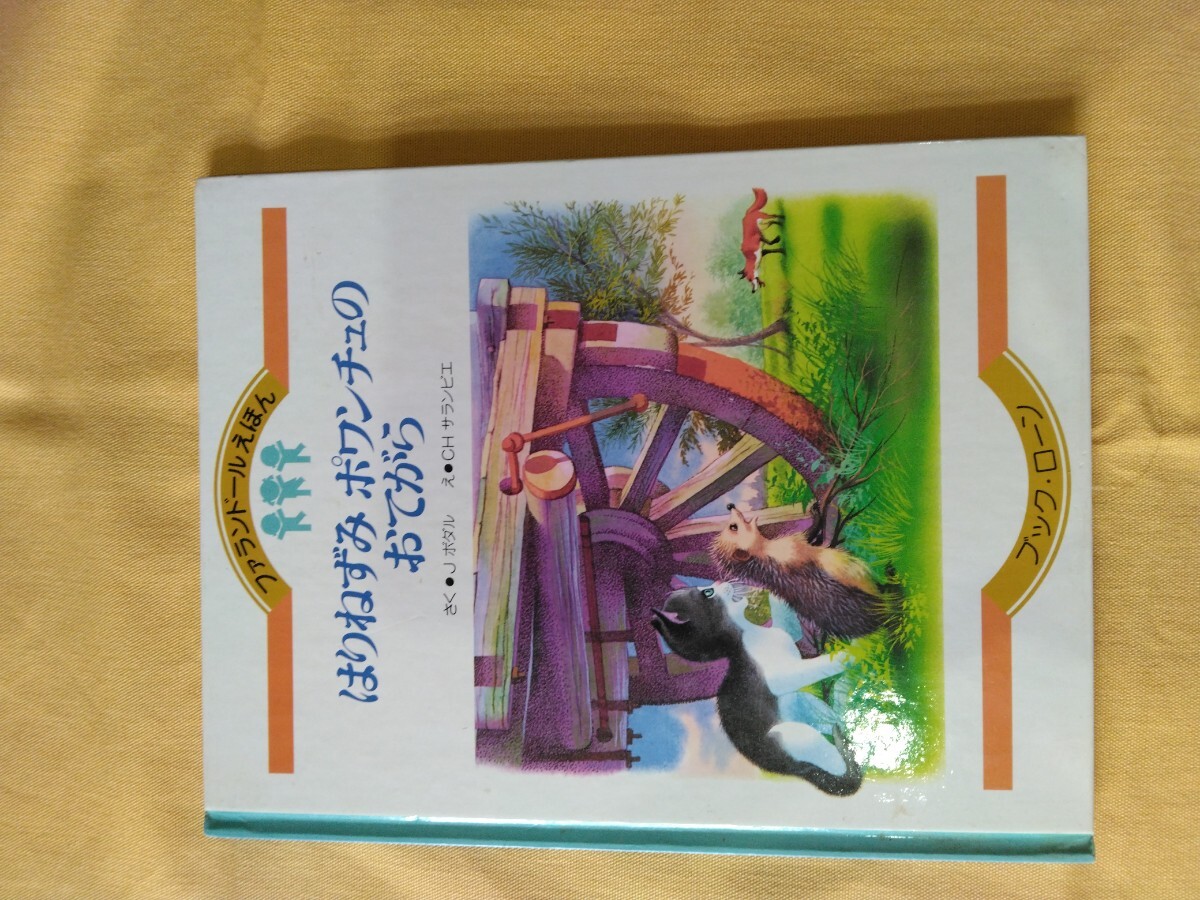 ファランドールえほん
はりねずみ ポワンチュの
おてがら
さく●J ポダル え●CH サランビエ
ブック・ローン